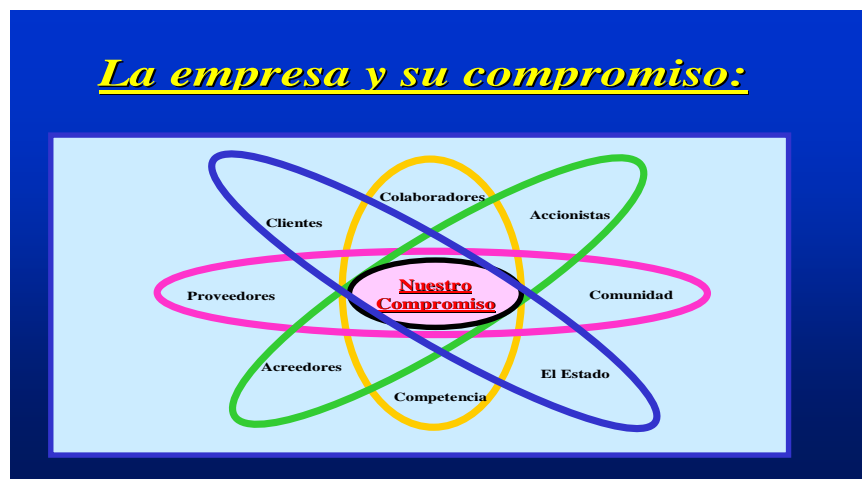 La empresa y su compromiso:
Colaboradores
Accionistas
Clientes
Nuestro
Compromiso
Proveedores
Comunidad
Acreedores
El Estado
Competencia